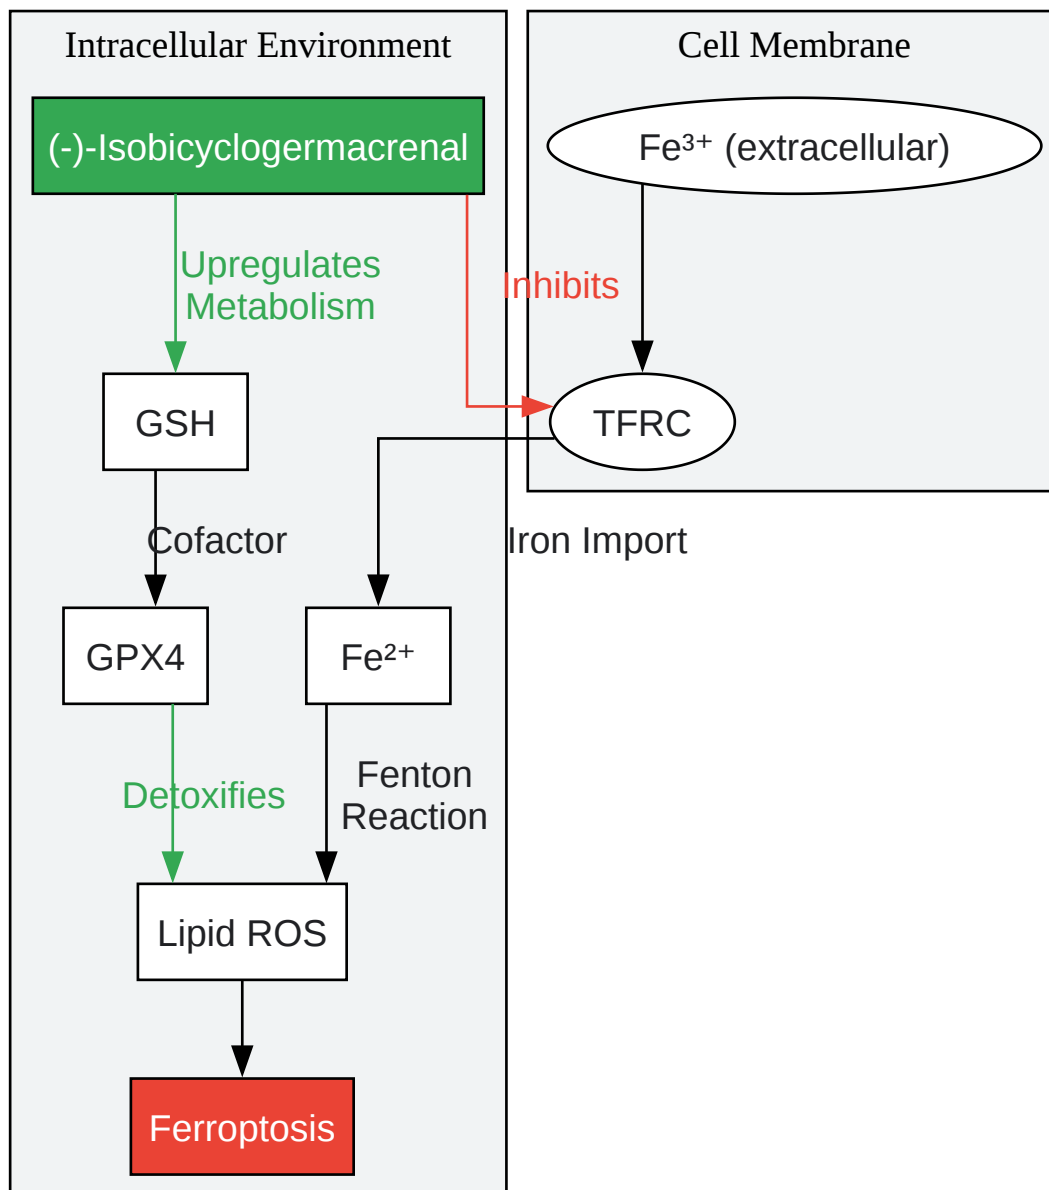 Intracellular Environment
Cell Membrane
(-)-Isobicyclogermacrenal
Fe³⁺ (extracellular)
Upregulates
Metabolism
Inhibits
GSH
TFRC
Cofactor
Iron Import
GPX4
Fe²⁺
Detoxifies
Fenton
Reaction
Lipid ROS
Ferroptosis